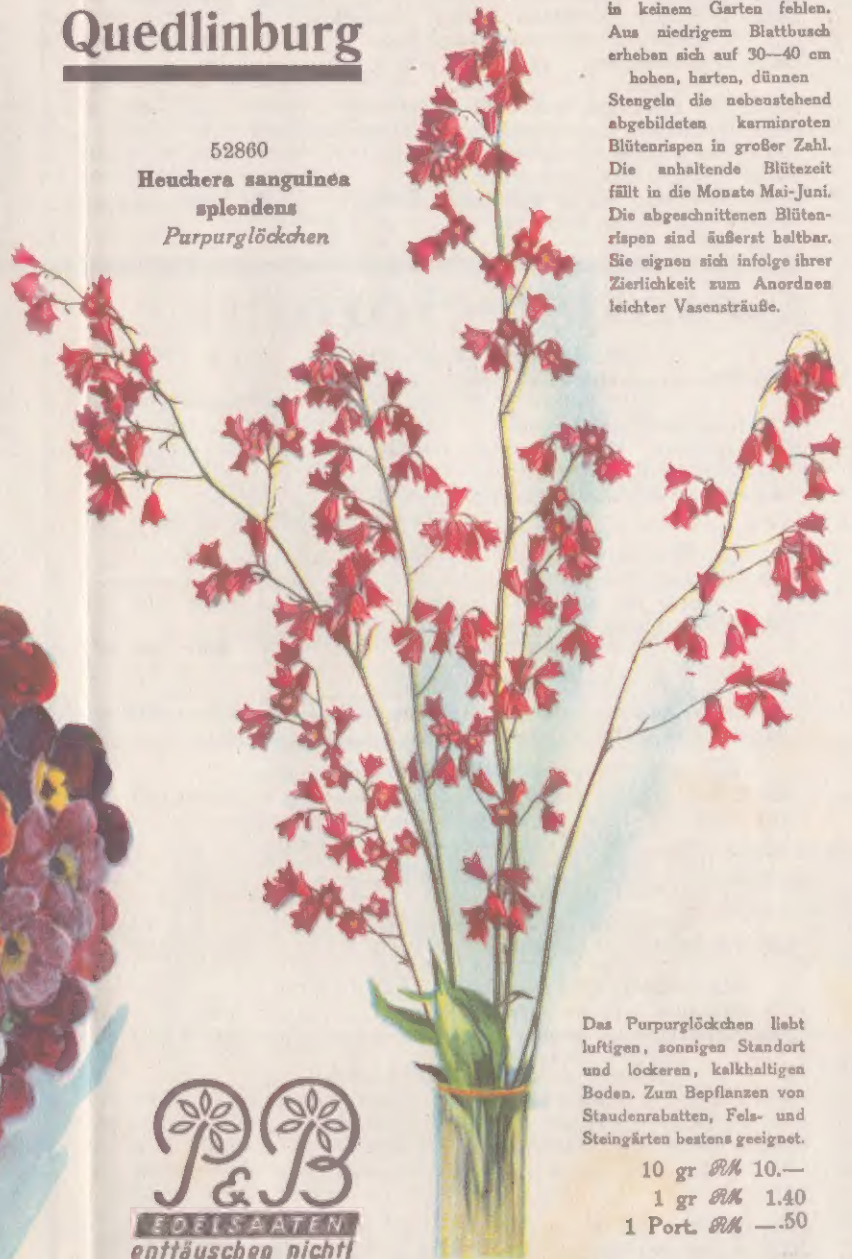 Quedlinburg
52860
Heuchera sanguinea
splendens
Purpurglöckchen
in keinem Garten fehlen.
Aus niedrigem Blattbusch
erheben sich auf 30—40 cm
hohen, harten, dünnen
Stengeln die nebenstehend
abgebildeten karminroten
Blütenrispen in großer Zahl.
Die anhaltende Blütezeit
fällt in die Monate Mai-Juni.
Die abgeschnittenen Blüten-
rispen sind äußerst haltbar.
Sie eignen sich infolge ihrer
Zierlichkeit zum Anordnen
leichter Vasensträuße.
Das Purpurglöckchen liebt
luftigen, sonnigen Standort
und lockeren, kalkhaltigen
Boden. Zum Bepflanzen von
Staudenrabatten, Fels- und
Steingärten bestens geeignet.
10 gr RM 10.—
1 gr RM 1.40
1 Port. RM —.50
P&B
EDELSAATEN
enttäuschen nicht!